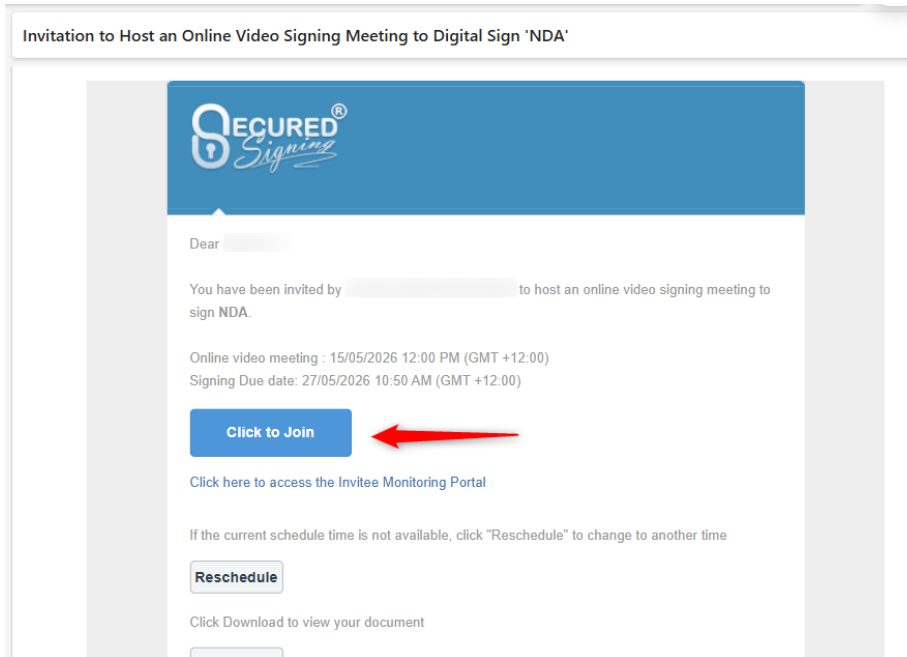 Invitation to Host an Online Video Signing Meeting to Digital Sign 'NDA'
SECURED®
Signing
Dear
You have been invited by to host an online video signing meeting to
sign NDA.
Online video meeting : 15/05/2026 12:00 PM (GMT +12:00)
Signing Due date: 27/05/2026 10:50 AM (GMT +12:00)
Click to Join
Click here to access the Invitee Monitoring Portal
If the current schedule time is not available, click "Reschedule" to change to another time
Reschedule
Click Download to view your document